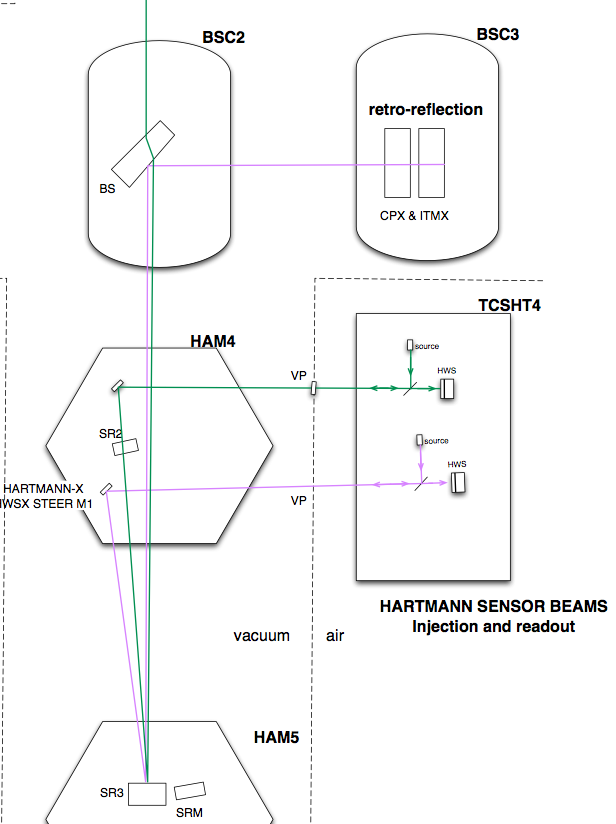 BSC2
BSC3
retro-reflection
BS
CPX & ITMX
TCSHT4
HAM4
source
VP
HWS
SR2
source
HWS
HARTMANN-X
WSX STEER M1
VP
HARTMANN SENSOR BEAMS
Injection and readout
vacuum
air
HAM5
SR3
SRM